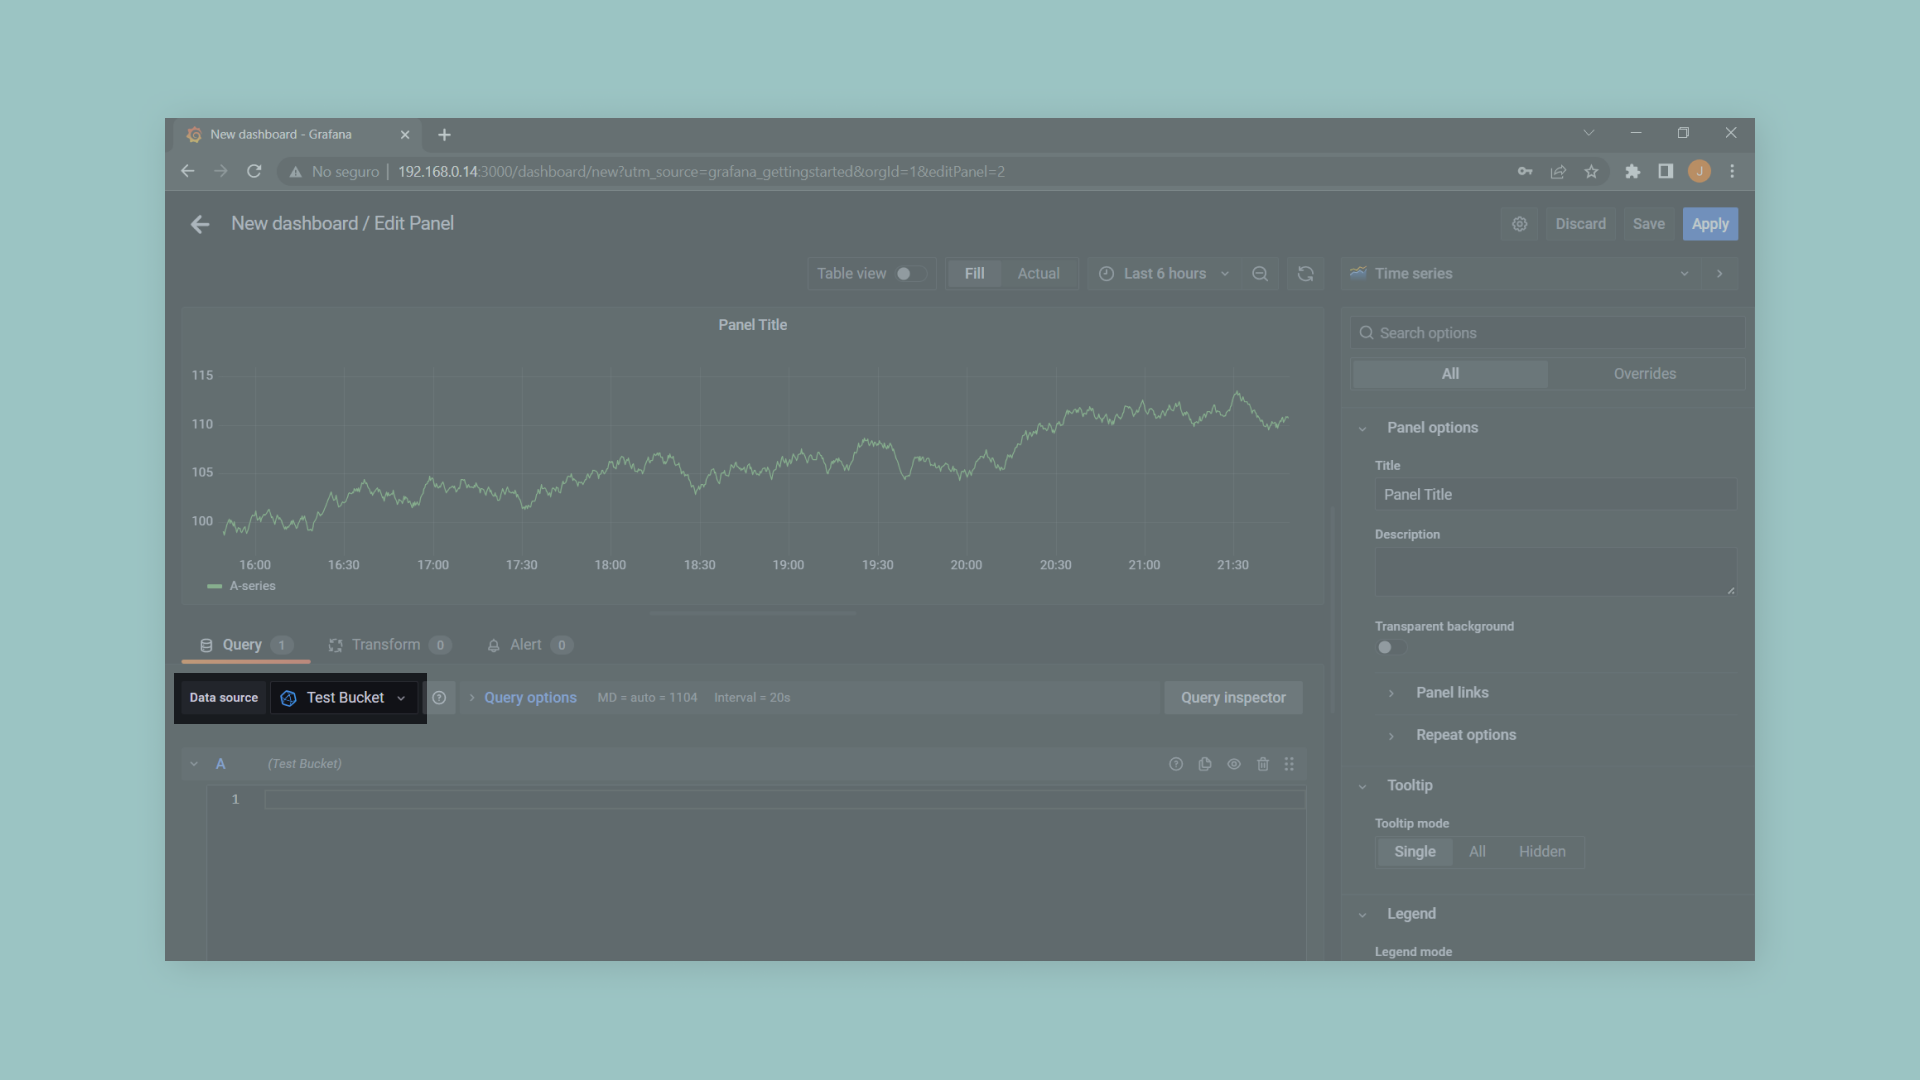 New dashboard - Grafana
No seguro | 192.168.0.14:3000/dashboard/new?utm_source=grafana_gettingstarted&orgId=1&editPanel=2
J
New dashboard / Edit Panel
Discard Save Apply
Table view Fill Actual Last 6 hours Time series
Panel Title
115
110
105
100
16:00 16:30 17:00 17:30 18:00 18:30 19:00 19:30 20:00 20:30 21:00 21:30
A-series
Query 1 Transform 0 Alert 0
Data source Test Bucket Query options MD = auto = 1104 Interval = 20s Query inspector
A (Test Bucket)
1
Search options
All Overrides
Panel options
Title
Panel Title
Description
Transparent background
Panel links
Repeat options
Tooltip
Tooltip mode
Single All Hidden
Legend
Legend mode